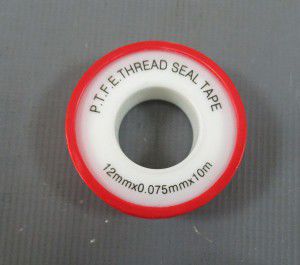 P.T.F.E.THREAD SEAL TAPE
12mmx0.075mmx10m